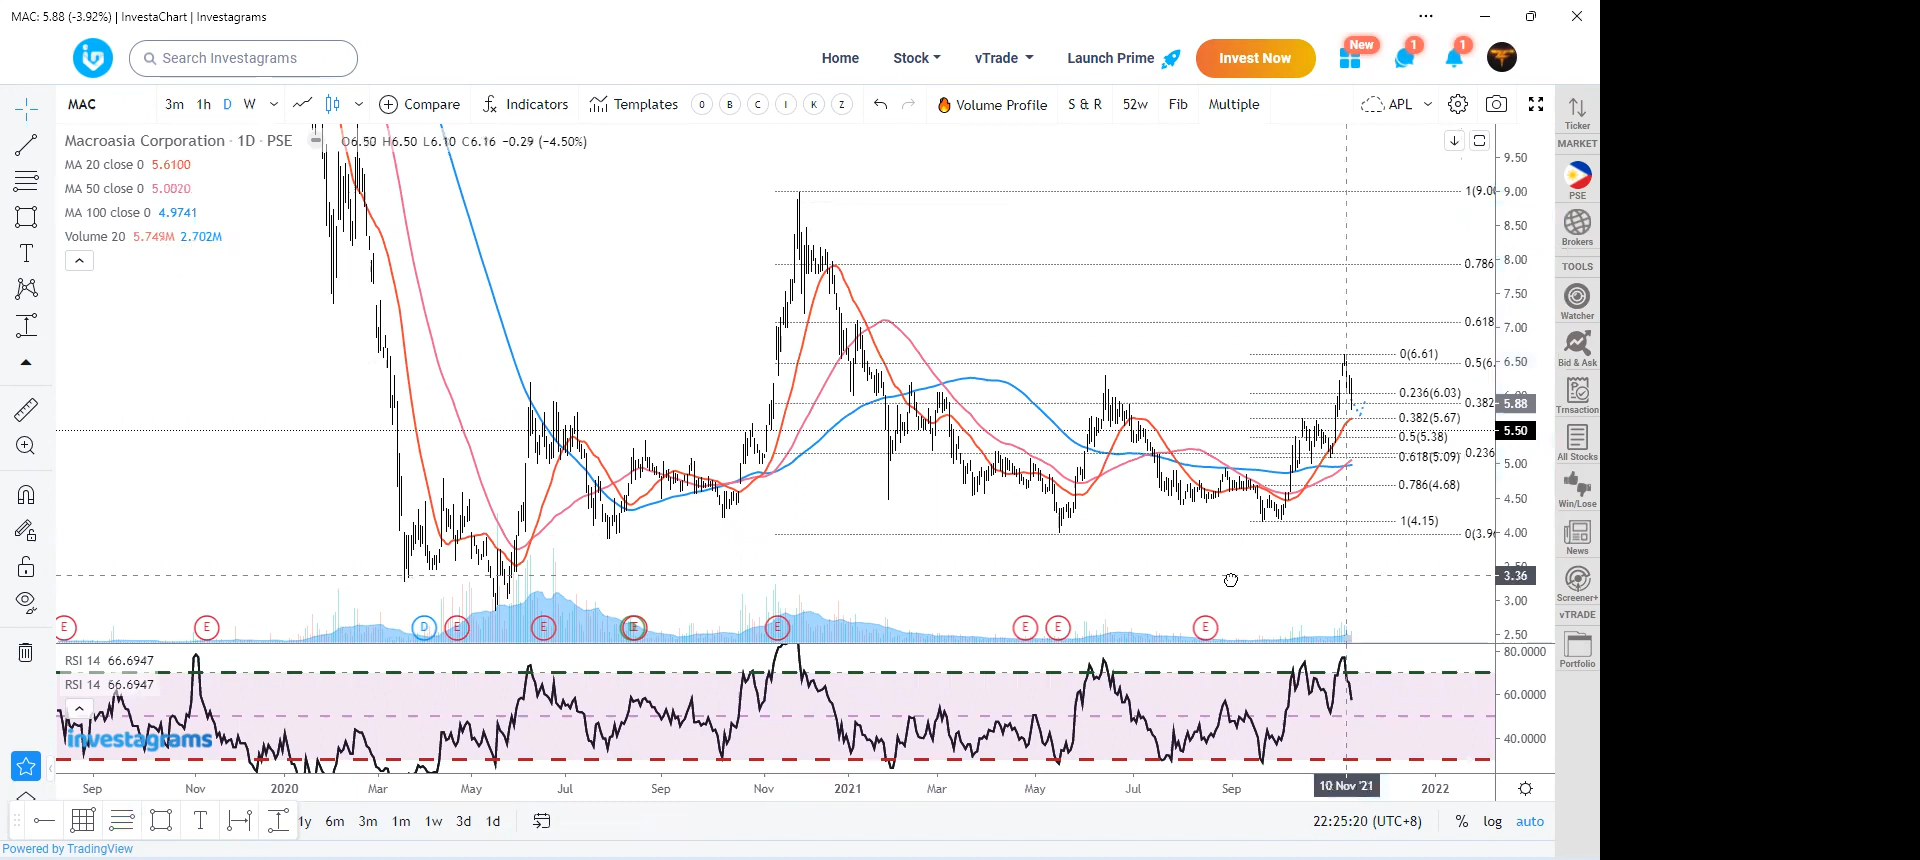 MAC: 5.88 (-3.92%) | InvestaChart | Investagrams
Search Investagrams
Home
Stock
vTrade
Launch Prime
Invest Now
New
1
1
MAC
3m 1h D W
Compare
Indicators
Templates
O B C I K Z
Volume Profile
S & R
52w
Fib
Multiple
APL
Macroasia Corporation · 1D · PSE
O6.50 H6.50 L6.10 C6.16 −0.29 (−4.50%)
MA 20 close 0 5.6100
MA 50 close 0 5.0020
MA 100 close 0 4.9741
Volume 20 5.749M 2.702M
1(9.00
0.786
0.618
0.5(6.
0.382
0.236
0(3.9
0(6.61)
0.236(6.03)
0.382(5.67)
0.5(5.38)
0.618(5.09)
0.786(4.68)
1(4.15)
9.50
9.00
8.50
8.00
7.50
7.00
6.50
5.88
5.50
5.00
4.50
4.00
3.36
3.00
2.50
E E D E E E E E E E
RSI 14 66.6947
RSI 14 66.6947
investagrams
80.0000
60.0000
40.0000
Sep Nov 2020 Mar May Jul Sep Nov 2021 Mar May Jul Sep 10 Nov '21 2022
1y 6m 3m 1m 1w 3d 1d
22:25:20 (UTC+8)
% log auto
Powered by TradingView
Ticker
MARKET
PSE
Brokers
TOOLS
Watcher
Bid & Ask
Trnsaction
All Stocks
Win/Lose
News
Screener+
vTRADE
Portfolio